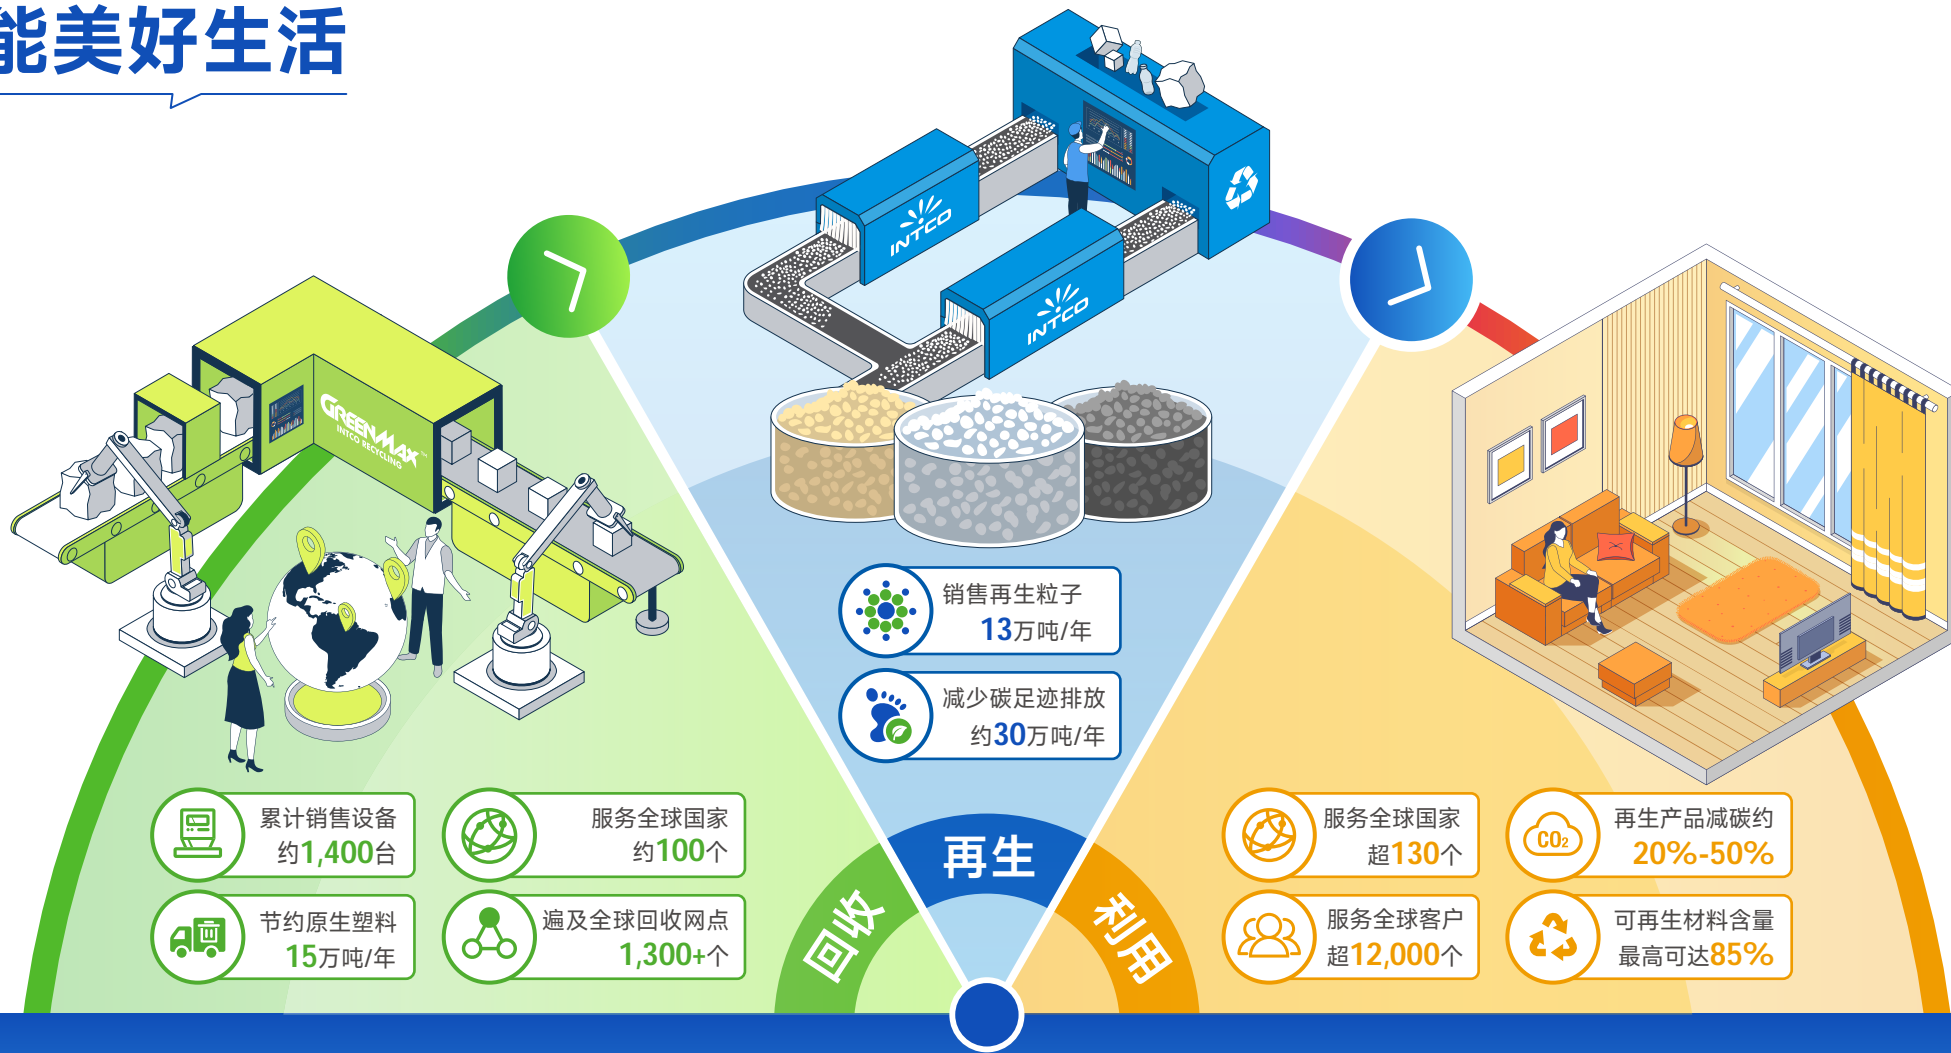 能美好生活
GREENMAX™
INTCO RECYCLING
INTCO
INTCO
销售再生粒子
13万吨/年
减少碳足迹排放
约30万吨/年
累计销售设备
约1,400台
服务全球国家
约100个
节约原生塑料
15万吨/年
遍及全球回收网点
1,300+个
回收
再生
利用
服务全球国家
超130个
CO₂
再生产品减碳约
20%-50%
服务全球客户
超12,000个
可再生材料含量
最高可达85%